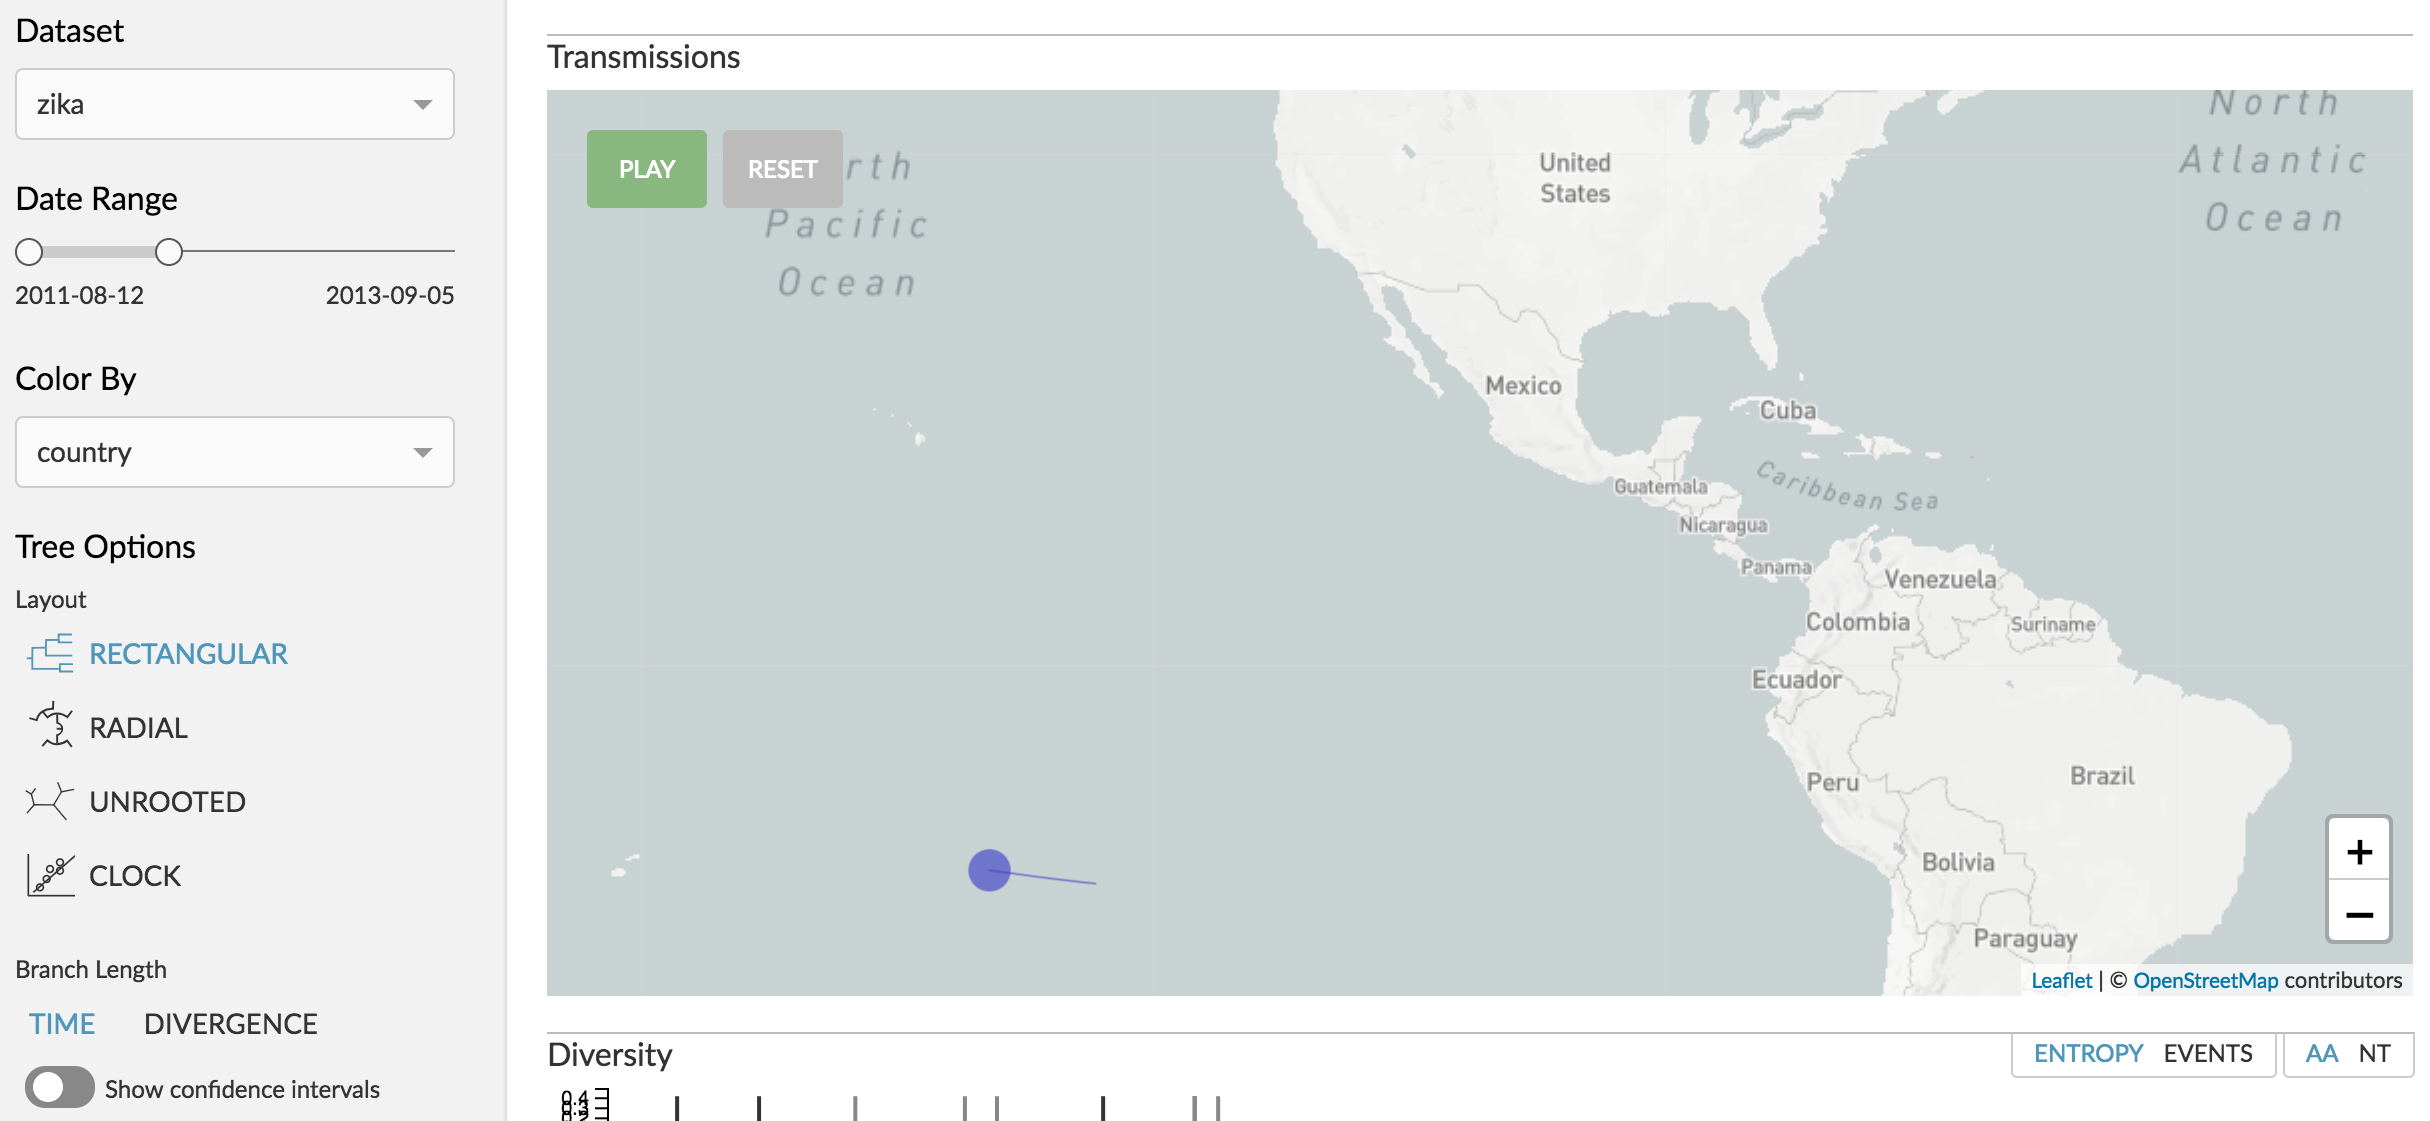 Dataset
zika
Date Range
2011-08-12 2013-09-05
Color By
country
Tree Options
Layout
RECTANGULAR
RADIAL
UNROOTED
CLOCK
Branch Length
TIME DIVERGENCE
Show confidence intervals
Transmissions
PLAY RESET
rth
Pacific
Ocean
United
States
North
Atlantic
Ocean
Mexico
Cuba
Guatemala
Caribbean Sea
Nicaragua
Panama
Venezuela
Colombia
Suriname
Ecuador
Peru
Brazil
Bolivia
Paraguay
+
−
Leaflet | © OpenStreetMap contributors
Diversity
ENTROPY EVENTS
AA NT
0.4